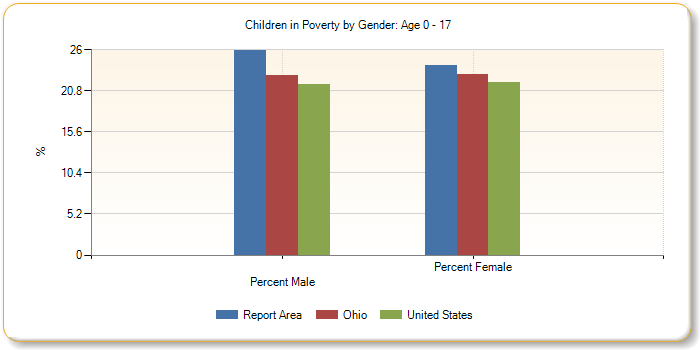 Children in Poverty by Gender: Age 0 - 17
26
20.8
15.6
10.4
5.2
0
%
Percent Male
Percent Female
Report Area
Ohio
United States